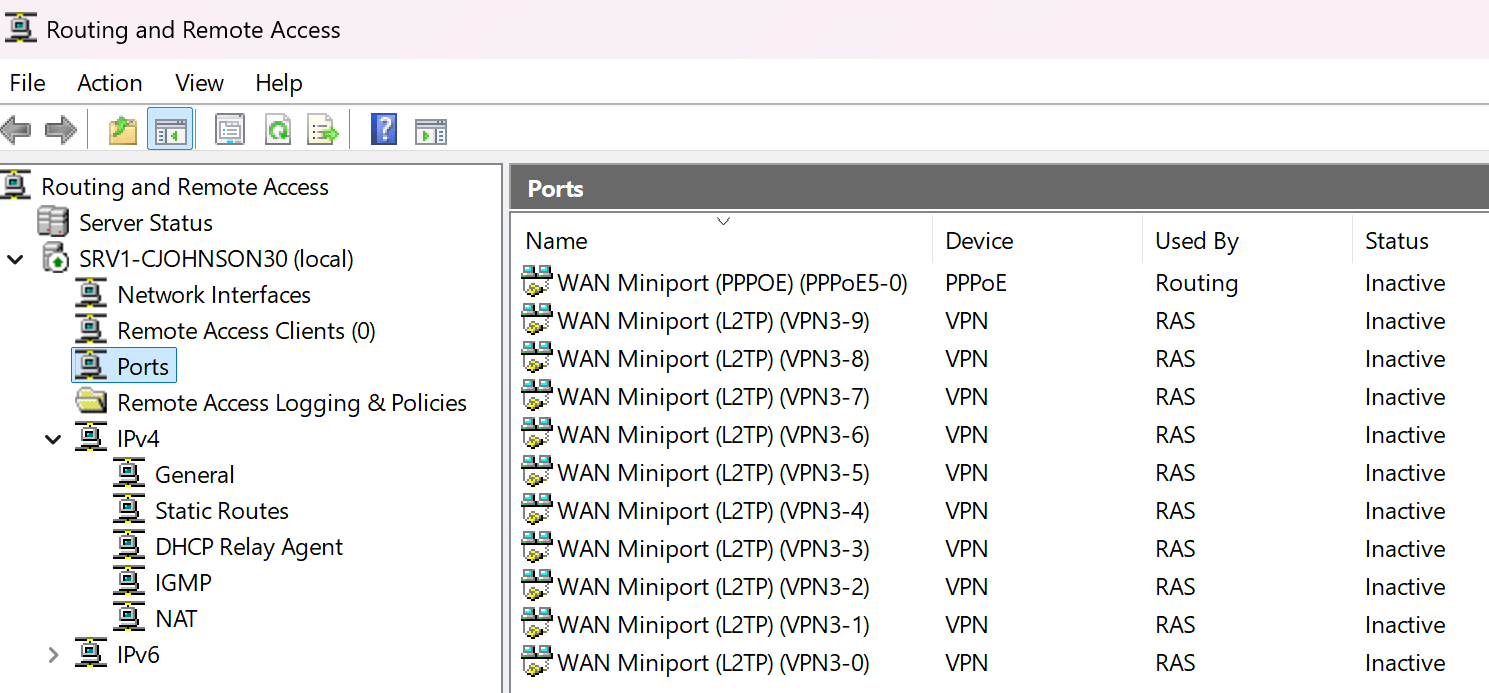 Routing and Remote Access
File Action View Help
Routing and Remote Access
Server Status
SRV1-CJOHNSON30 (local)
Network Interfaces
Remote Access Clients (0)
Ports
Remote Access Logging & Policies
IPv4
General
Static Routes
DHCP Relay Agent
IGMP
NAT
IPv6
Ports
Name Device Used By Status
WAN Miniport (PPPOE) (PPPoE5-0) PPPoE Routing Inactive
WAN Miniport (L2TP) (VPN3-9) VPN RAS Inactive
WAN Miniport (L2TP) (VPN3-8) VPN RAS Inactive
WAN Miniport (L2TP) (VPN3-7) VPN RAS Inactive
WAN Miniport (L2TP) (VPN3-6) VPN RAS Inactive
WAN Miniport (L2TP) (VPN3-5) VPN RAS Inactive
WAN Miniport (L2TP) (VPN3-4) VPN RAS Inactive
WAN Miniport (L2TP) (VPN3-3) VPN RAS Inactive
WAN Miniport (L2TP) (VPN3-2) VPN RAS Inactive
WAN Miniport (L2TP) (VPN3-1) VPN RAS Inactive
WAN Miniport (L2TP) (VPN3-0) VPN RAS Inactive